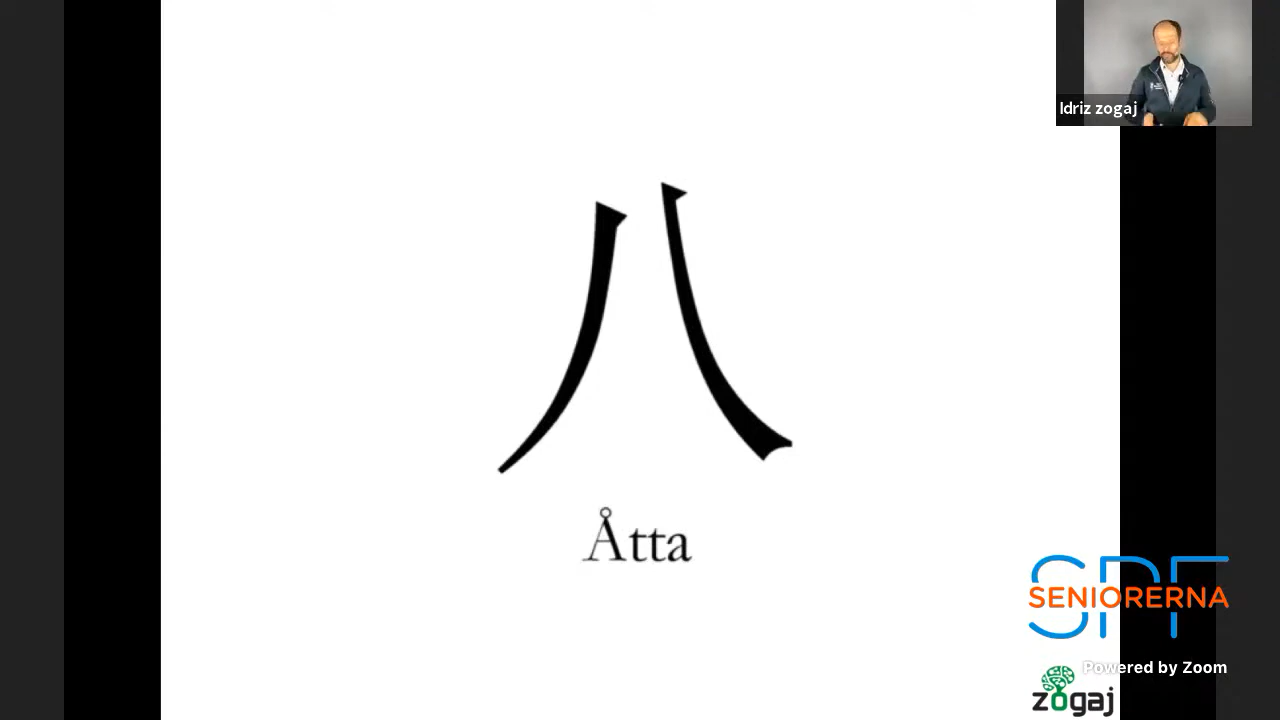 Idriz zogaj
八
Åtta
SPF
SENIORERNA
Powered by Zoom
zogaj